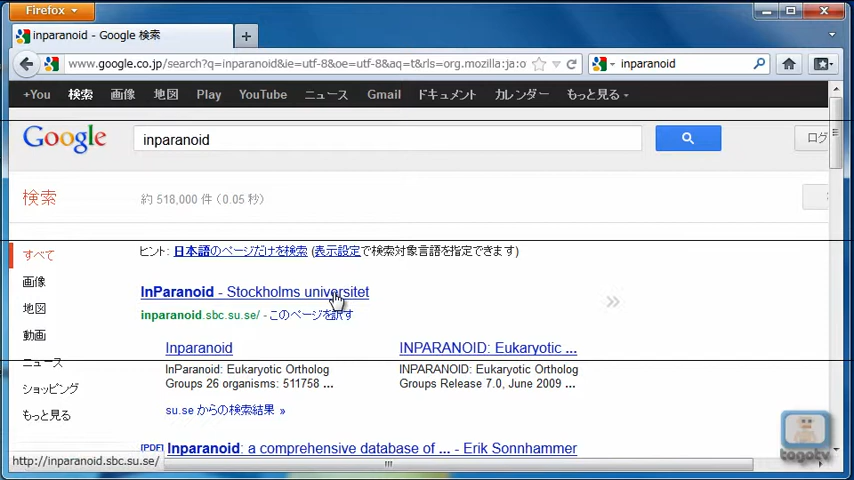 Firefox
inparanoid - Google 検索
www.google.co.jp/search?q=inparanoid&ie=utf-8&oe=utf-8&aq=t&rls=org.mozilla:ja:o
inparanoid
+You 検索 画像 地図 Play YouTube ニュース Gmail ドキュメント カレンダー もっと見る
Google
inparanoid
ログ
検索
約 518,000 件 (0.05 秒)
すべて
ヒント: 日本語のページだけを検索 (表示設定で検索対象言語を指定できます)
画像
InParanoid - Stockholms universitet
地図
inparanoid.sbc.su.se/ - このページを訳す
動画
Inparanoid
INPARANOID: Eukaryotic ...
ニュース
InParanoid: Eukaryotic Ortholog
Groups 26 organisms: 511758 ...
INPARANOID: Eukaryotic Ortholog
Groups Release 7.0, June 2009 ...
ショッピング
su.se からの検索結果 »
もっと見る
[PDF] Inparanoid: a comprehensive database of ... - Erik Sonnhammer
http://inparanoid.sbc.su.se/
togotv